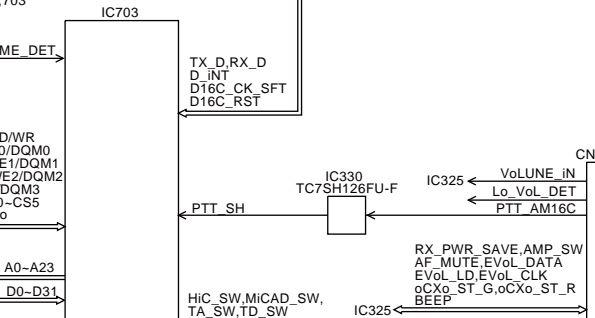 ,703
IC703
ME_DET
TX_D,RX_D
D_iNT
D16C_CK_SFT
D16C_RST
D/WR
0/DQM0
E1/DQM1
/E2/DQM2
/DQM3
0~CS5
o
A0~A23
D0~D31
PTT_SH
IC330
TC7SH126FU-F
CN
IC325
VoLUNE_iN
Lo_VoL_DET
PTT_AM16C
RX_PWR_SAVE,AMP_SW
AF_MUTE,EVoL_DATA
EVoL_LD,EVoL_CLK
oCXo_ST_G,oCXo_ST_R
BEEP
IC325
HiC_SW,MiCAD_SW,
TA_SW,TD_SW